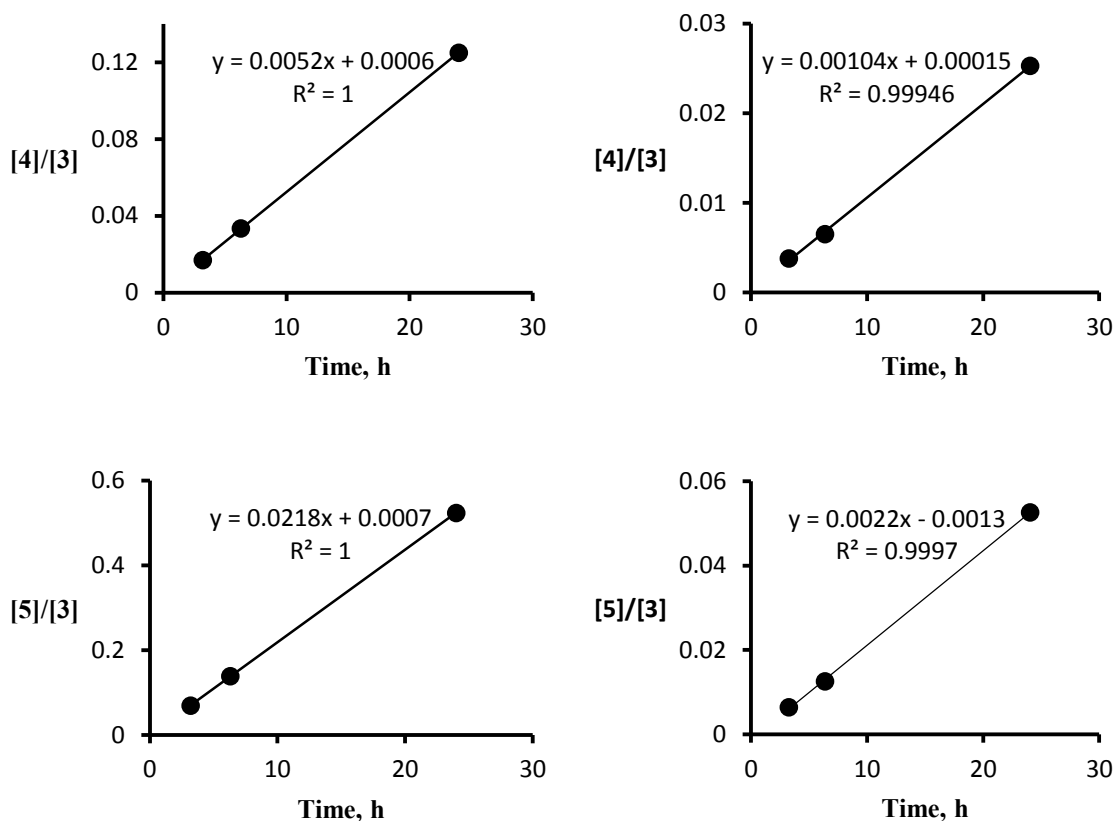 0.12
0.08
0.04
0
y = 0.0052x + 0.0006
R² = 1
[4]/[3]
0 10 20 30
Time, h
0.03
0.02
0.01
0
y = 0.00104x + 0.00015
R² = 0.99946
[4]/[3]
0 10 20 30
Time, h
0.6
0.4
0.2
0
y = 0.0218x + 0.0007
R² = 1
[5]/[3]
0 10 20 30
Time, h
0.06
0.04
0.02
0
y = 0.0022x - 0.0013
R² = 0.9997
[5]/[3]
0 10 20 30
Time, h